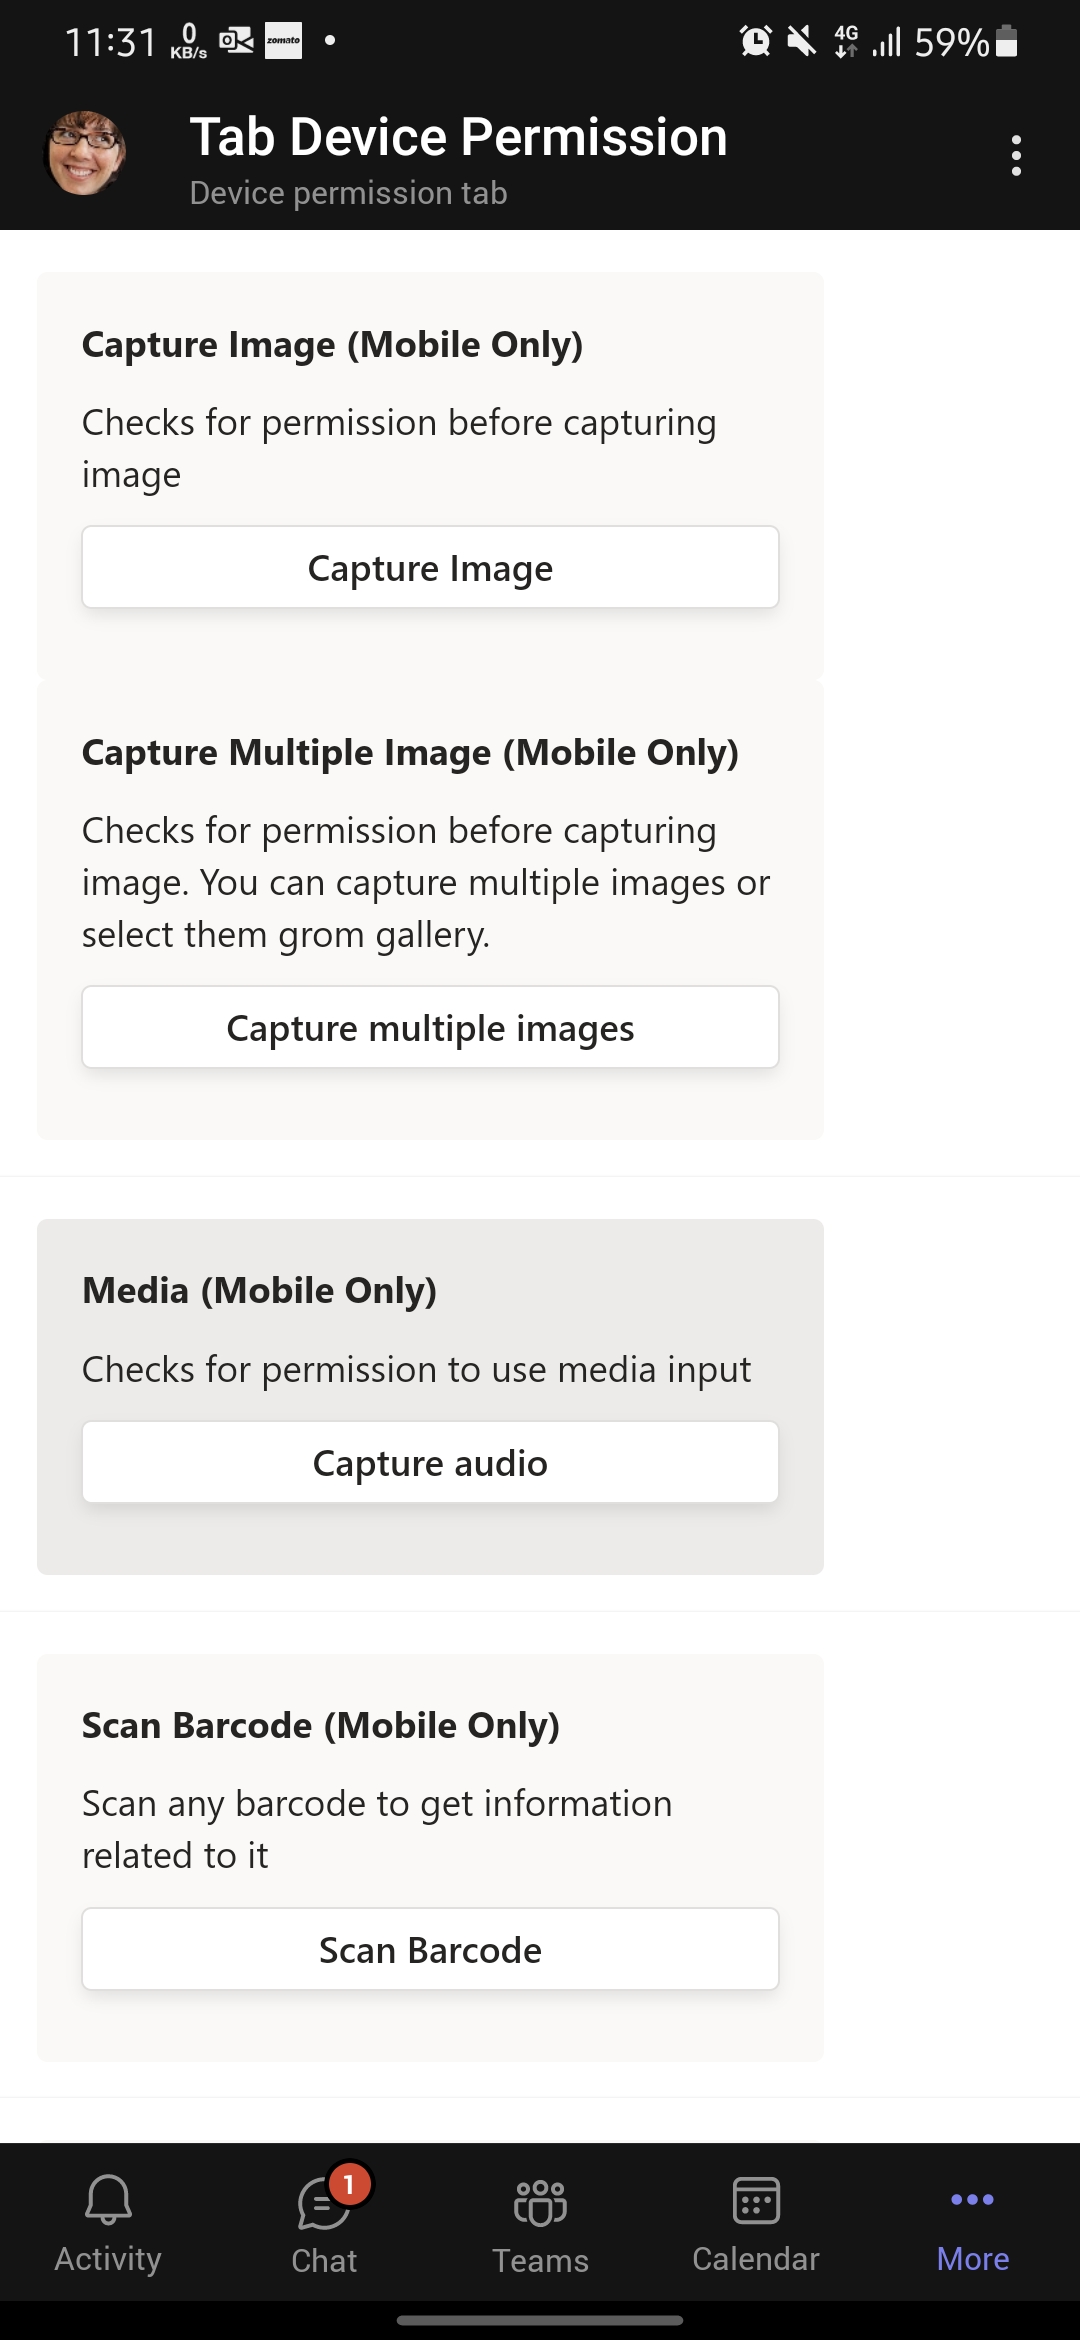 11:31 0 KB/s zomato 4G 59%
Tab Device Permission
Device permission tab
Capture Image (Mobile Only)
Checks for permission before capturing
image
Capture Image
Capture Multiple Image (Mobile Only)
Checks for permission before capturing
image. You can capture multiple images or
select them grom gallery.
Capture multiple images
Media (Mobile Only)
Checks for permission to use media input
Capture audio
Scan Barcode (Mobile Only)
Scan any barcode to get information
related to it
Scan Barcode
1
Activity Chat Teams Calendar More